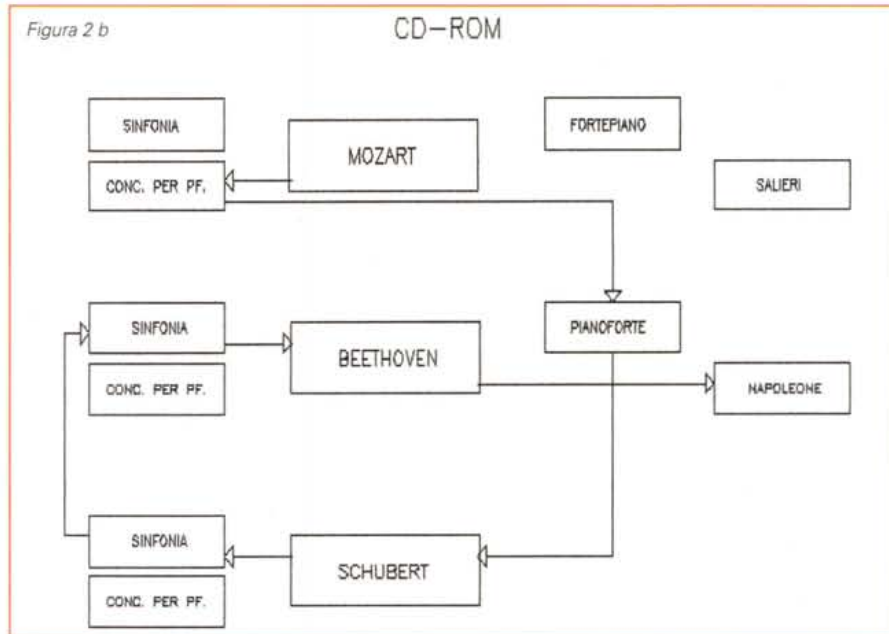 Figura 2 b
CD-ROM
SINFONIA
FORTEPIANO
MOZART
CONC. PER PF.
SALIERI
SINFONIA
PIANOFORTE
BEETHOVEN
CONC. PER PF.
NAPOLEONE
SINFONIA
SCHUBERT
CONC. PER PF.